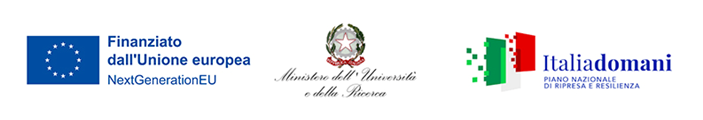 Finanziato
dall'Unione europea
NextGenerationEU
Ministero dell'Università
e della Ricerca
Italiadomani
PIANO NAZIONALE
DI RIPRESA E RESILIENZA